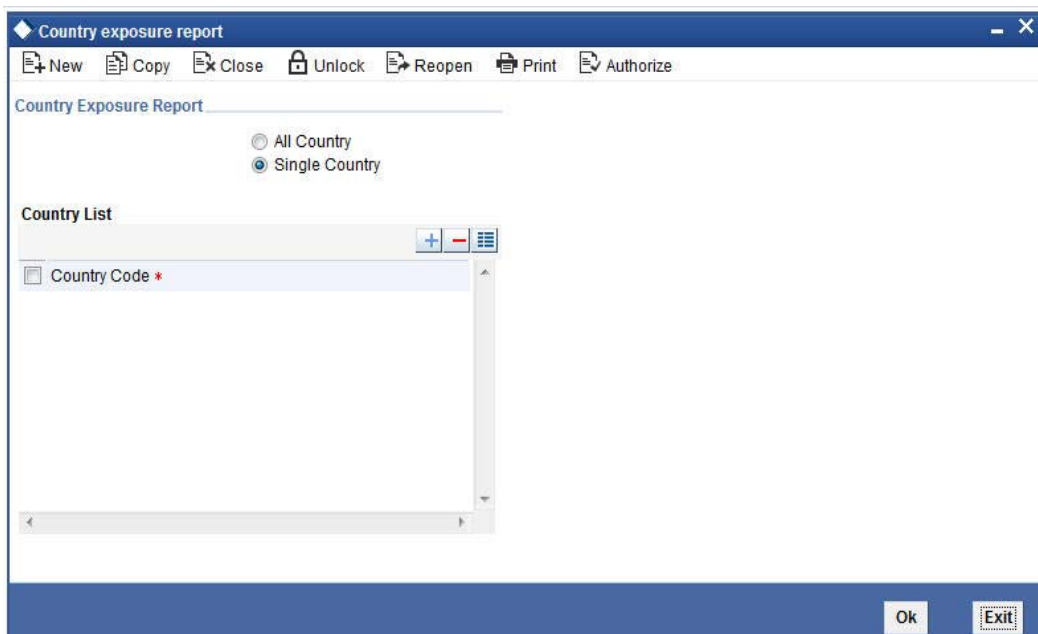 Country exposure report
New Copy Close Unlock Reopen Print Authorize
Country Exposure Report
All Country
Single Country
Country List
Country Code *
Ok Exit